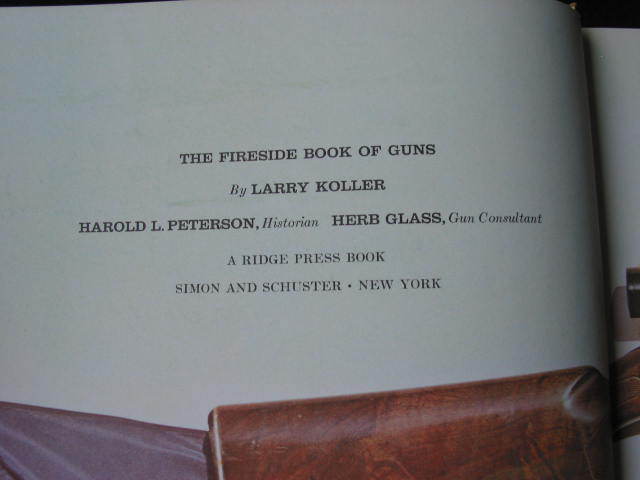 THE FIRESIDE BOOK OF GUNS
By LARRY KOLLER
HAROLD L. PETERSON, Historian HERB GLASS, Gun Consultant
A RIDGE PRESS BOOK
SIMON AND SCHUSTER • NEW YORK